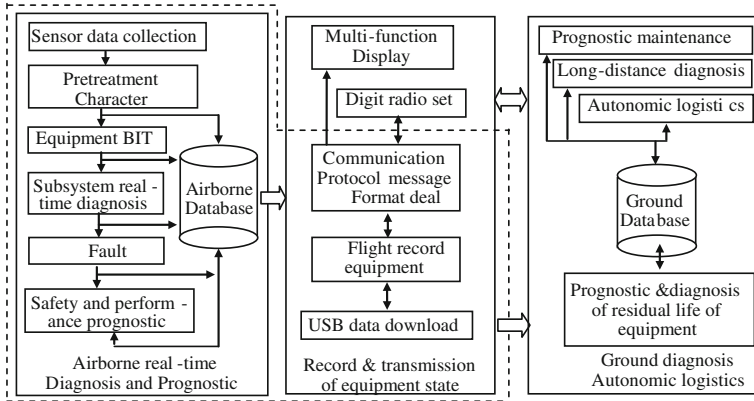 Sensor data collection
Pretreatment
Character
Equipment BIT
Subsystem real -
time diagnosis
Fault
Safety and perform -
ance prognostic
Airborne
Database
Airborne real -time
Diagnosis and Prognostic
Multi-function
Display
Digit radio set
Communication
Protocol message
Format deal
Flight record
equipment
USB data download
Record & transmission
of equipment state
Prognostic maintenance
Long-distance diagnosis
Autonomic logisti cs
Ground
Database
Prognostic &diagnosis
of residual life of
equipment
Ground diagnosis
Autonomic logistics